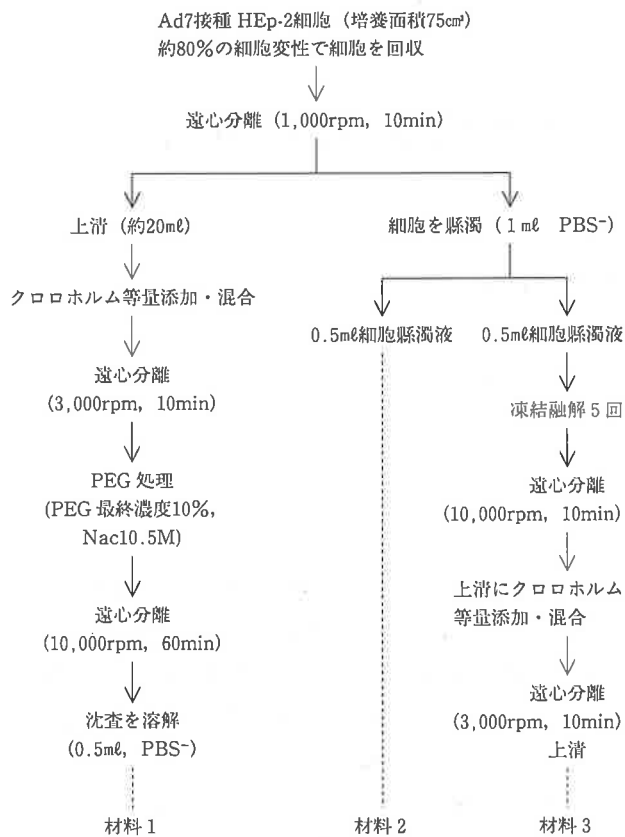 Ad7接種 HEp-2細胞（培養面積75cm²）
約80％の細胞変性で細胞を回収
遠心分離（1,000rpm，10min）
上清（約20ml）
クロロホルム等量添加・混合
遠心分離
(3,000rpm，10min)
PEG 処理
(PEG 最終濃度10％，
Nac10.5M)
遠心分離
(10,000rpm，60min)
沈査を溶解
(0.5ml，PBS⁻)
材料1
細胞を懸濁（1ml PBS⁻）
0.5ml細胞懸濁液
材料2
0.5ml細胞懸濁液
凍結融解5回
遠心分離
(10,000rpm，10min)
上清にクロロホルム
等量添加・混合
遠心分離
(3,000rpm，10min)
上清
材料3